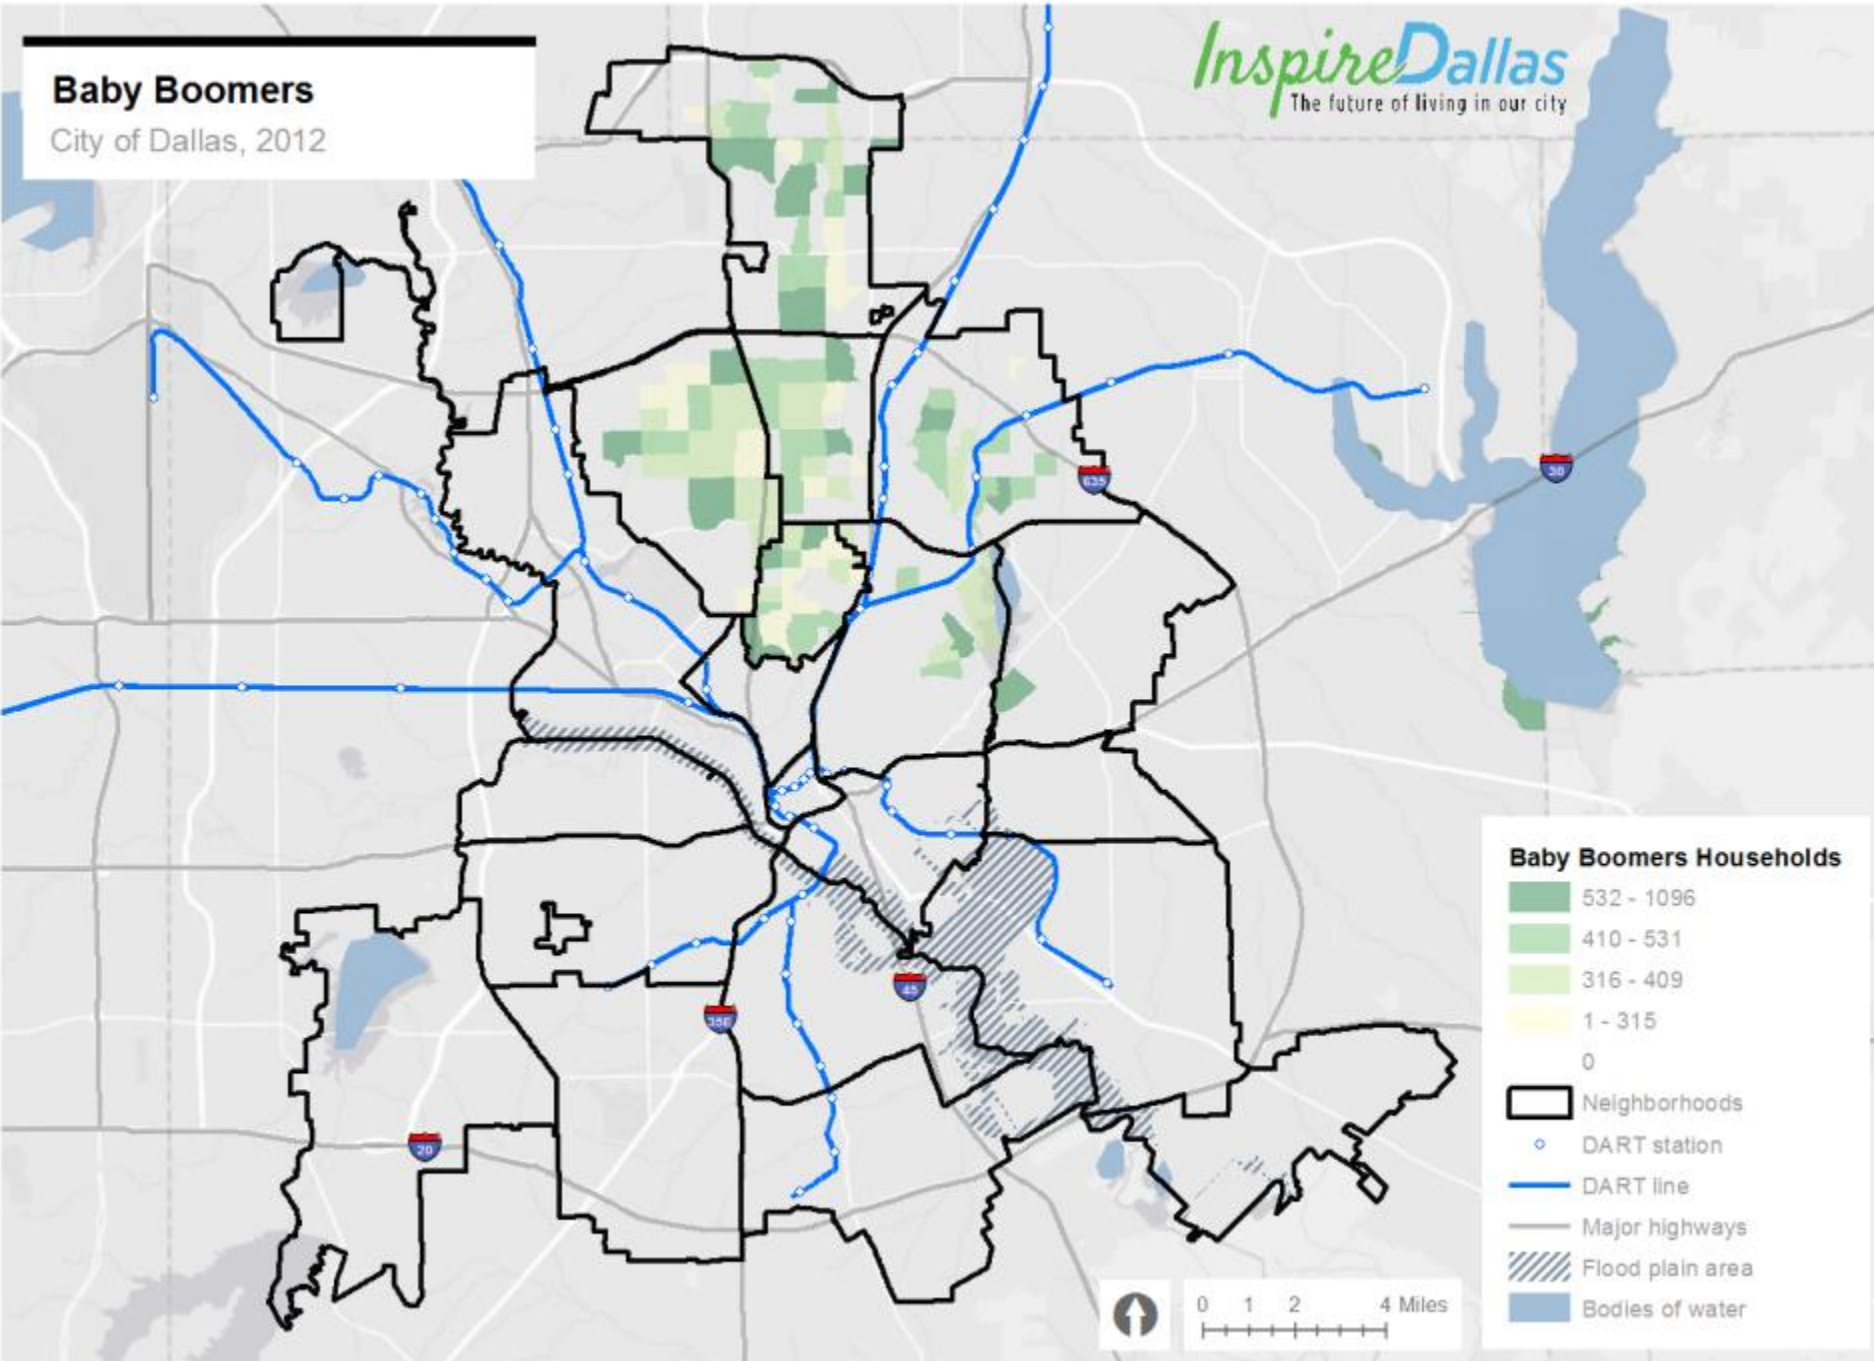 Baby Boomers
City of Dallas, 2012
InspireDallas
The future of living in our city
635
30
45
35E
20
Baby Boomers Households
532 - 1096
410 - 531
316 - 409
1 - 315
0
Neighborhoods
DART station
DART line
Major highways
Flood plain area
Bodies of water
0 1 2 4 Miles